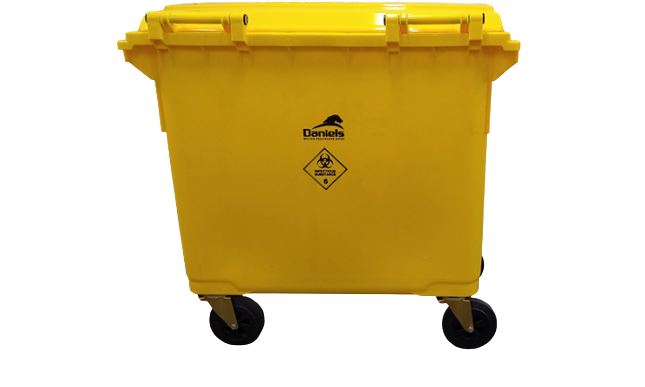 Daniels
INFECTIOUS
SUBSTANCE
6